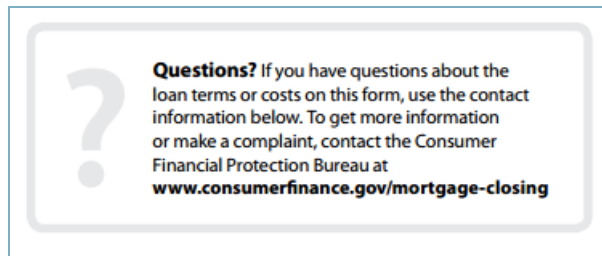 ?
Questions? If you have questions about the
loan terms or costs on this form, use the contact
information below. To get more information
or make a complaint, contact the Consumer
Financial Protection Bureau at
www.consumerfinance.gov/mortgage-closing